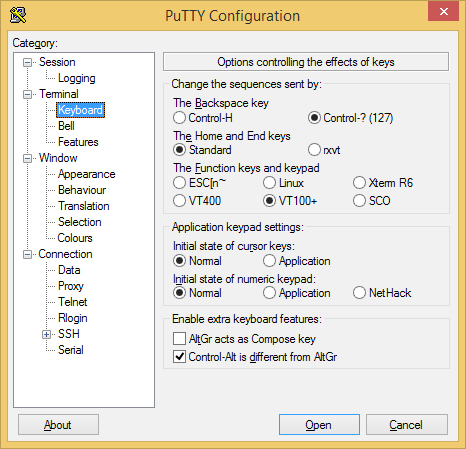 PuTTY Configuration
Category:
Session
Logging
Terminal
Keyboard
Bell
Features
Window
Appearance
Behaviour
Translation
Selection
Colours
Connection
Data
Proxy
Telnet
Rlogin
SSH
Serial
Options controlling the effects of keys
Change the sequences sent by:
The Backspace key
Control-H Control-? (127)
The Home and End keys
Standard rxvt
The Function keys and keypad
ESC[n~ Linux Xterm R6
VT400 VT100+ SCO
Application keypad settings:
Initial state of cursor keys:
Normal Application
Initial state of numeric keypad:
Normal Application NetHack
Enable extra keyboard features:
AltGr acts as Compose key
Control-Alt is different from AltGr
About Open Cancel